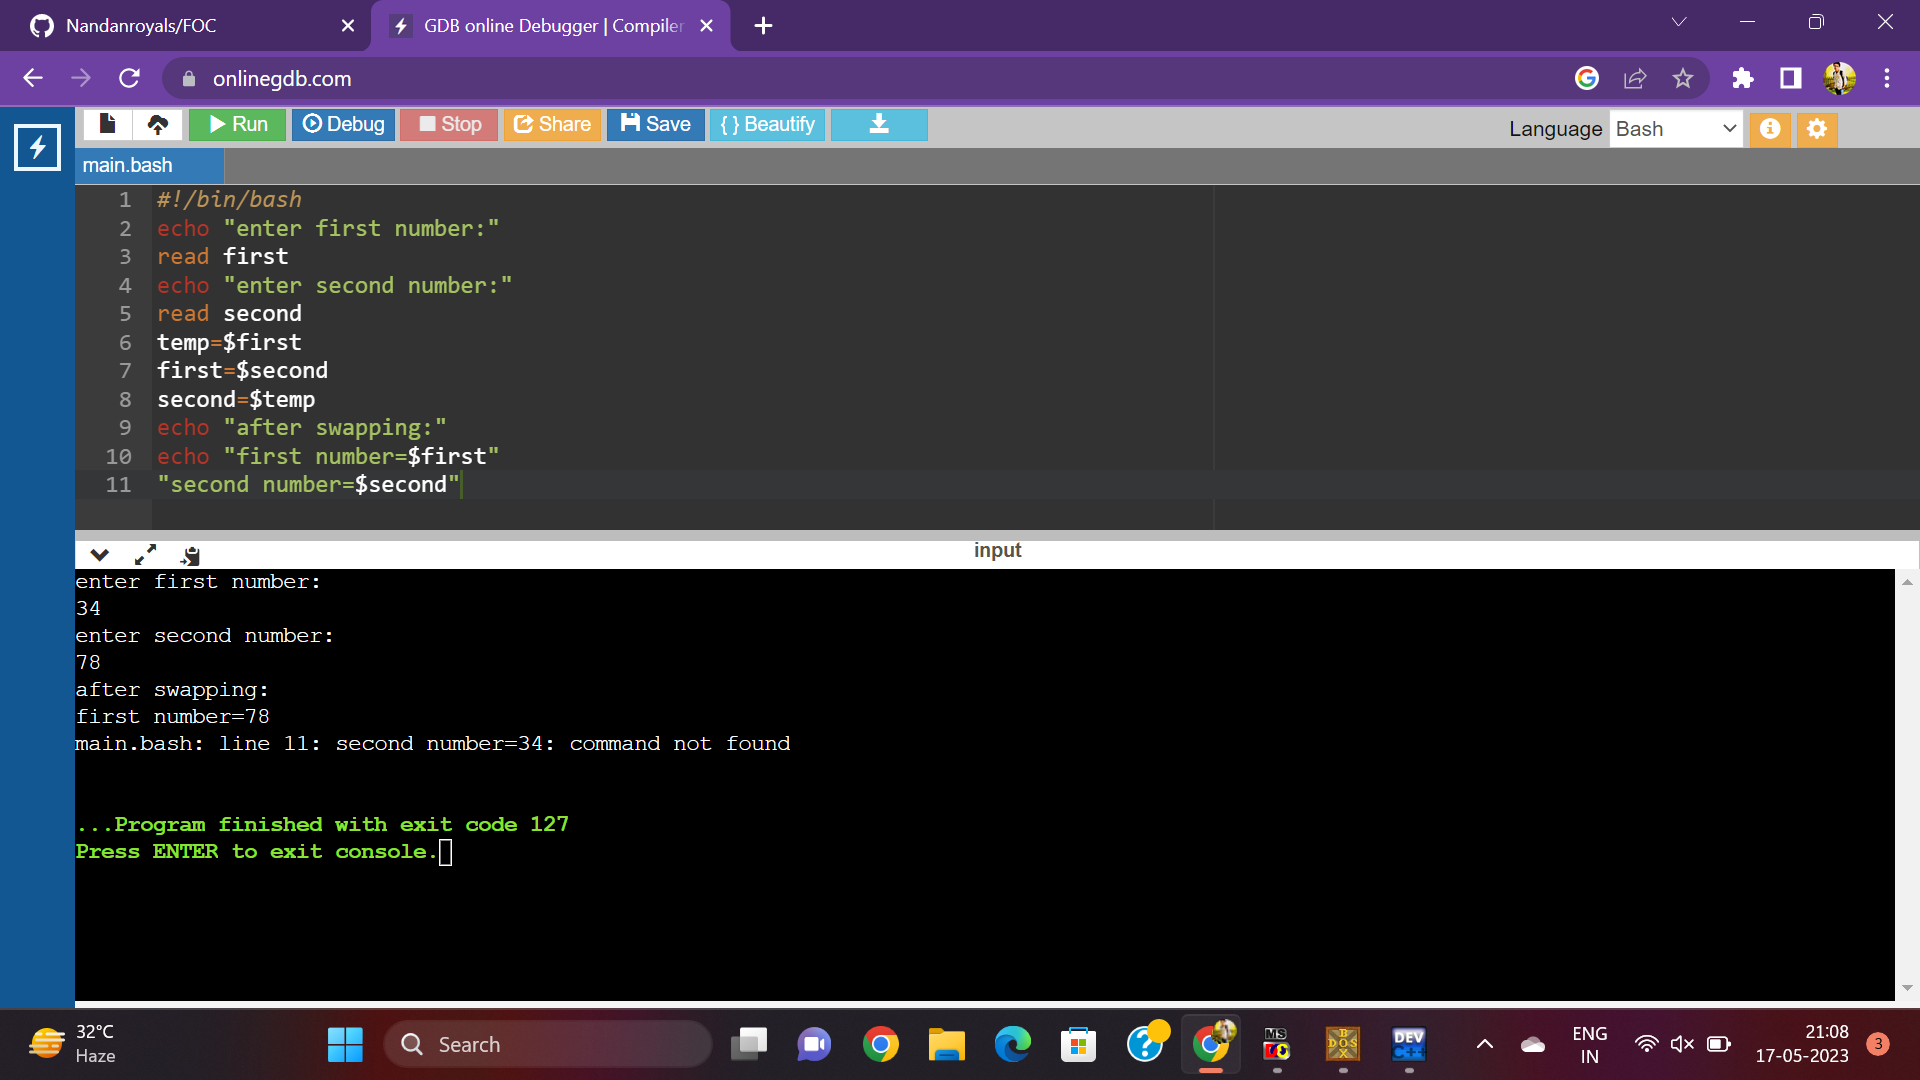 Nandanroyals/FOC
GDB online Debugger | Compiler
onlinegdb.com
Run Debug Stop Share Save { } Beautify
Language Bash
main.bash
1 #!/bin/bash
2 echo "enter first number:"
3 read first
4 echo "enter second number:"
5 read second
6 temp=$first
7 first=$second
8 second=$temp
9 echo "after swapping:"
10 echo "first number=$first"
11 "second number=$second"
input
enter first number:
34
enter second number:
78
after swapping:
first number=78
main.bash: line 11: second number=34: command not found
...Program finished with exit code 127
Press ENTER to exit console.
32°C
Haze
Search
MS
BOX
DOS
DEV
C++
ENG
IN
21:08
17-05-2023
3